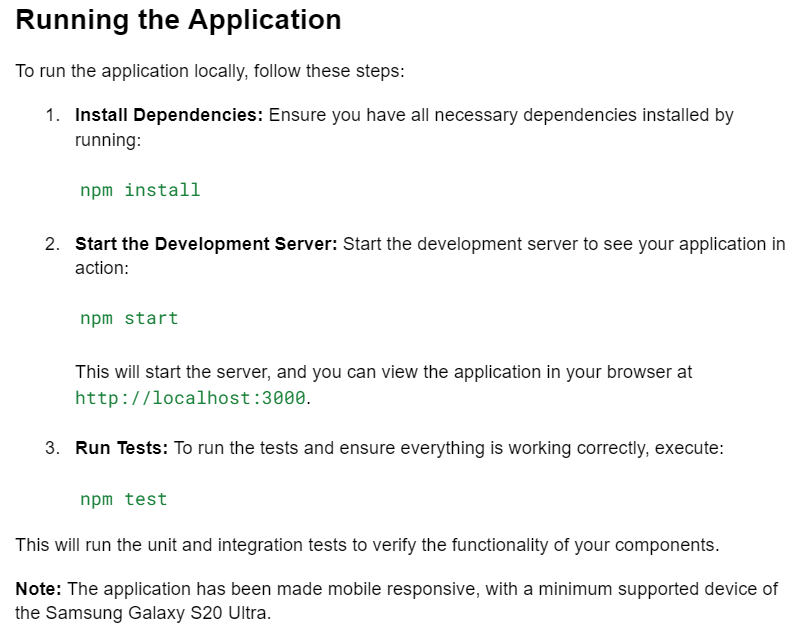 Running the Application
To run the application locally, follow these steps:
1. Install Dependencies: Ensure you have all necessary dependencies installed by
running:
npm install
2. Start the Development Server: Start the development server to see your application in
action:
npm start
This will start the server, and you can view the application in your browser at
http://localhost:3000.
3. Run Tests: To run the tests and ensure everything is working correctly, execute:
npm test
This will run the unit and integration tests to verify the functionality of your components.
Note: The application has been made mobile responsive, with a minimum supported device of
the Samsung Galaxy S20 Ultra.